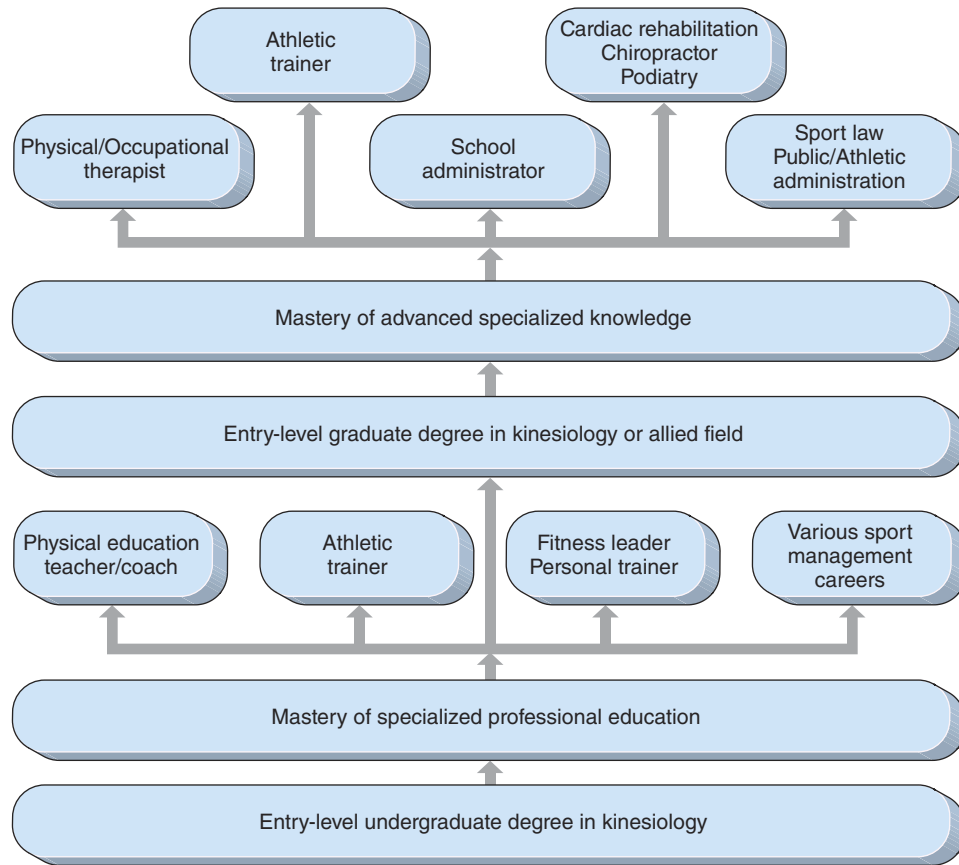 Athletic
trainer
Cardiac rehabilitation
Chiropractor
Podiatry
Physical/Occupational
therapist
School
administrator
Sport law
Public/Athletic
administration
Mastery of advanced specialized knowledge
Entry-level graduate degree in kinesiology or allied field
Physical education
teacher/coach
Athletic
trainer
Fitness leader
Personal trainer
Various sport
management
careers
Mastery of specialized professional education
Entry-level undergraduate degree in kinesiology